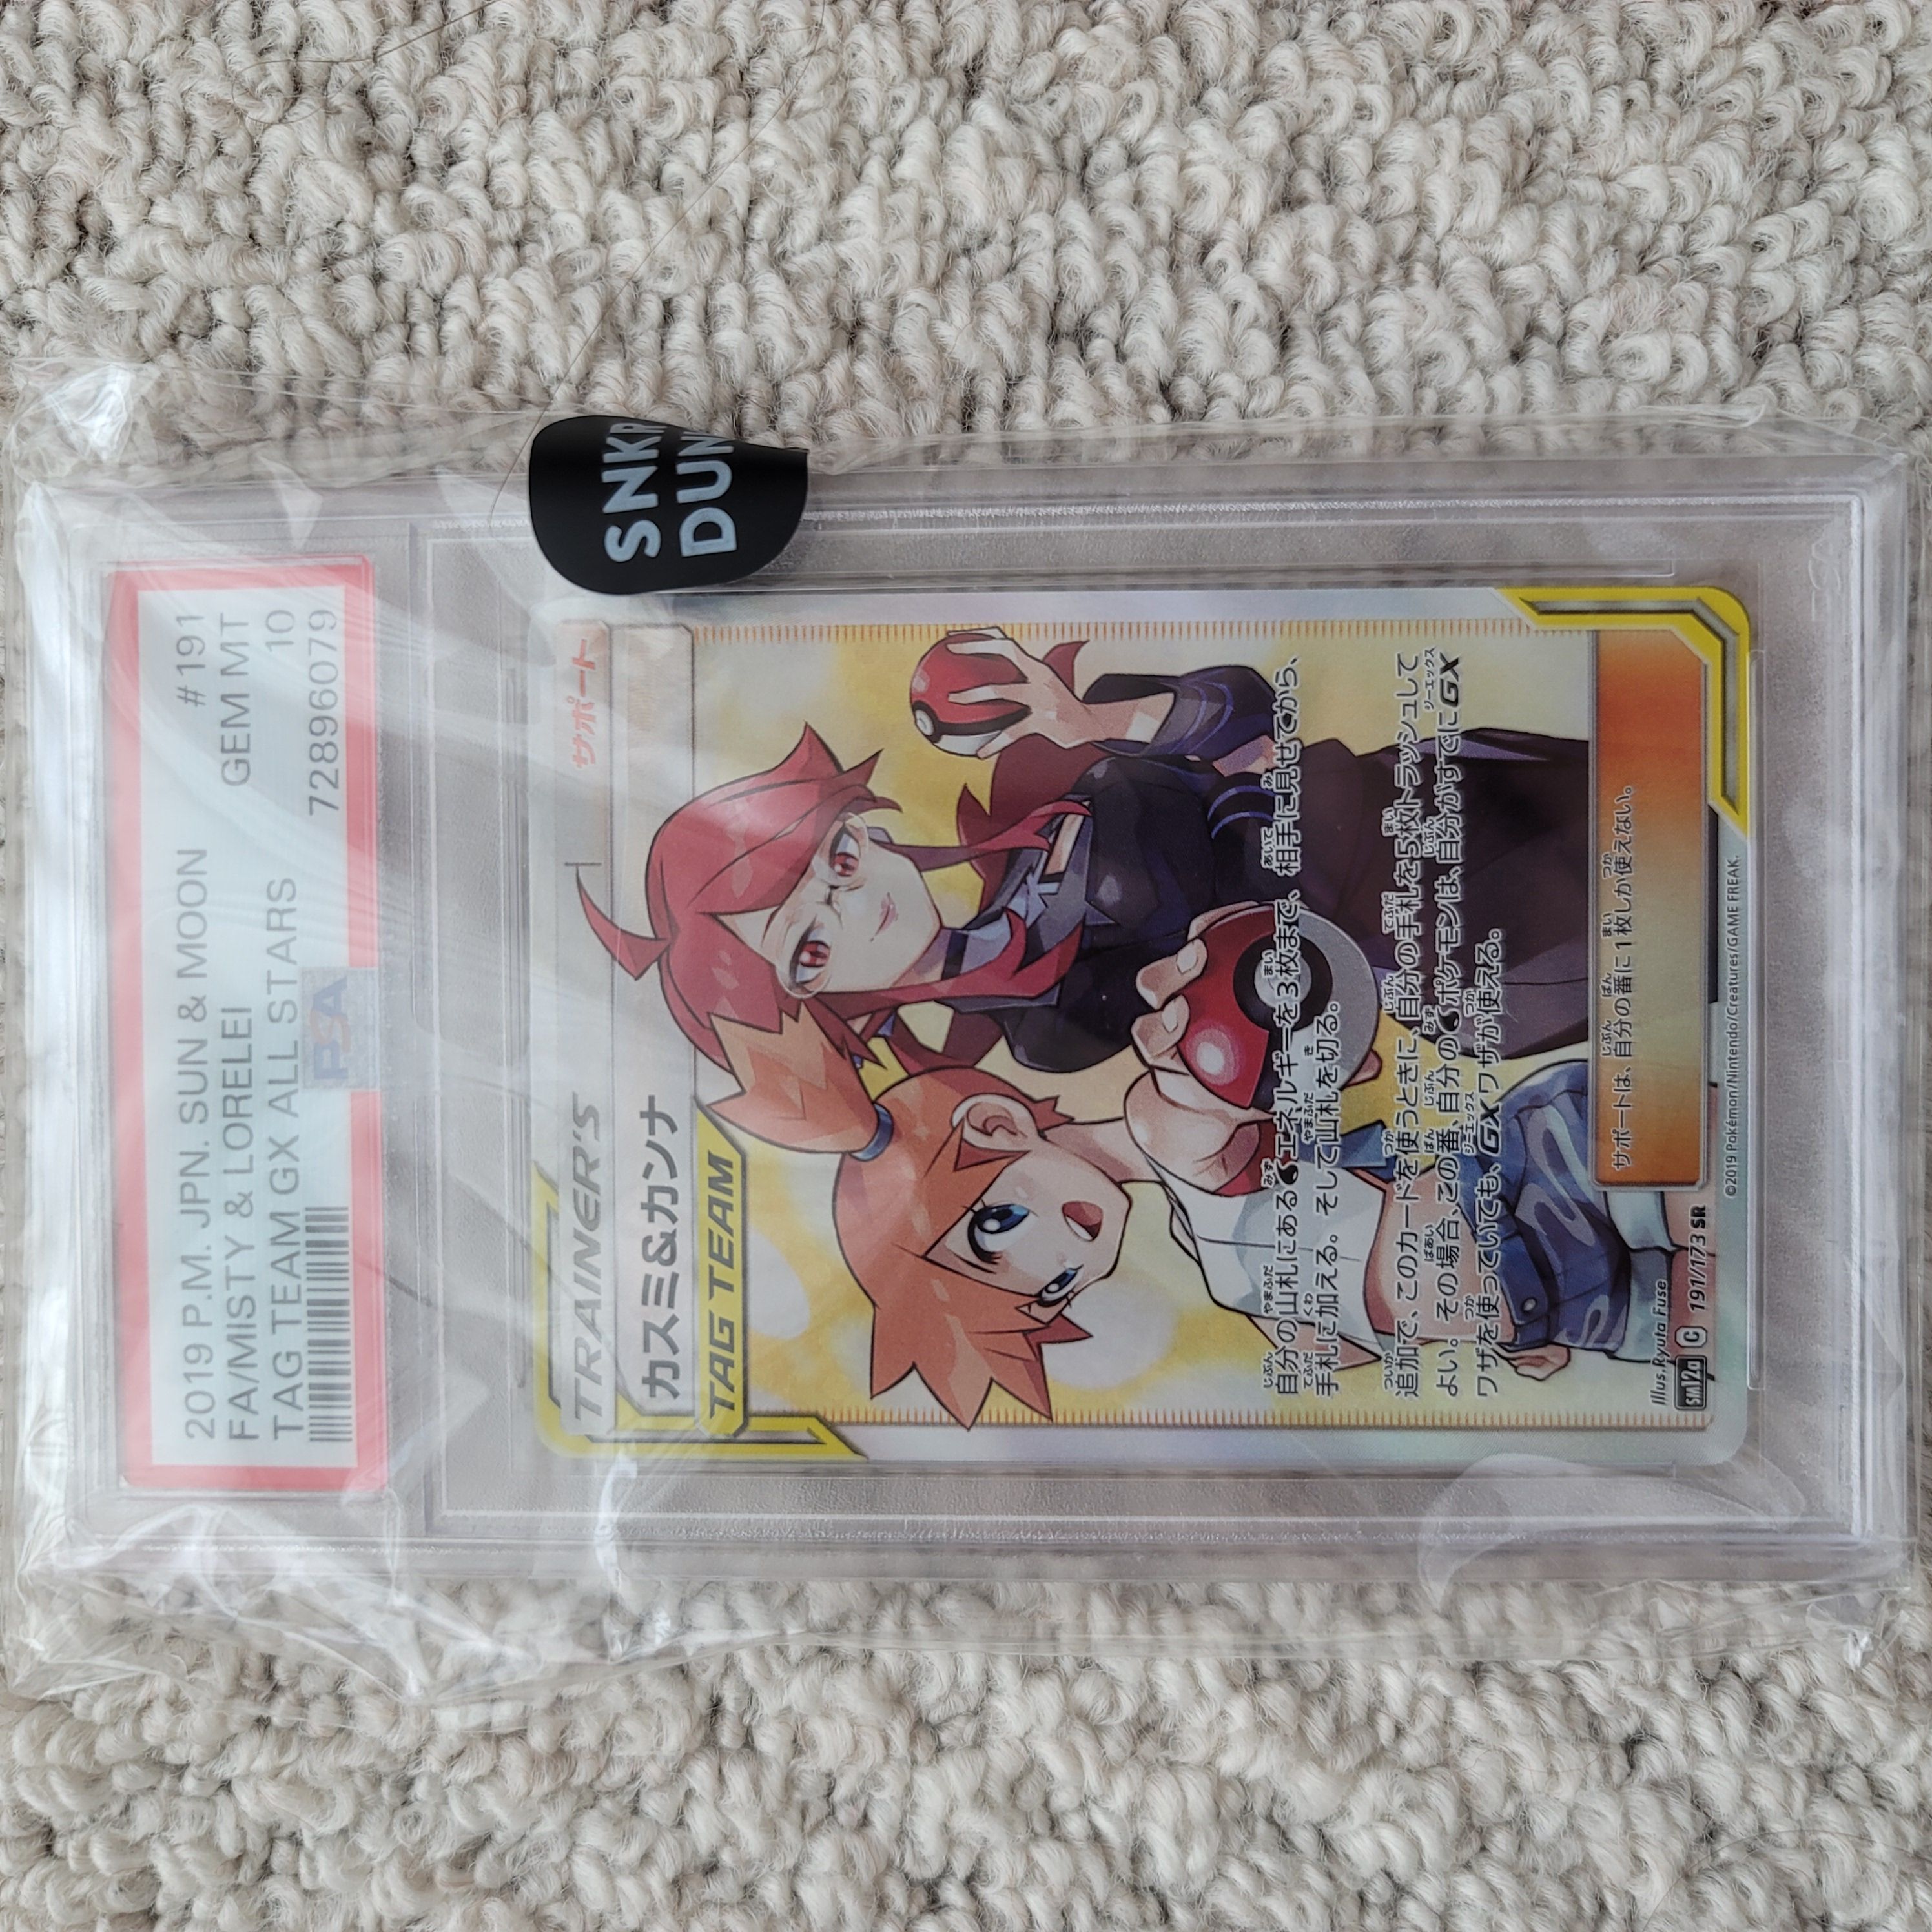 2019 P.M. JPN. SUN & MOON #191
FA/MISTY & LORELEI GEM MT
TAG TEAM GX ALL STARS 10
PSA
72896079
SNKR
DUN
サポート
TRAINER'S
カスミ&カンナ
TAG TEAM
自分の山札にある エネルギーを3枚まで、相手に見せてから、
手札に加える。そして山札を切る。
追加で、このカードを使うときに、自分の手札を5枚トラッシュして
よい。その場合、この番、自分の ポケモンは、自分がすでにGX
ワザを使っていても、GXワザが使える。
サポートは、自分の番に1枚しか使えない。
Illus. Ryuta Fuse
sm12a C 191/173 SR
©2019 Pokémon/Nintendo/Creatures/GAME FREAK.